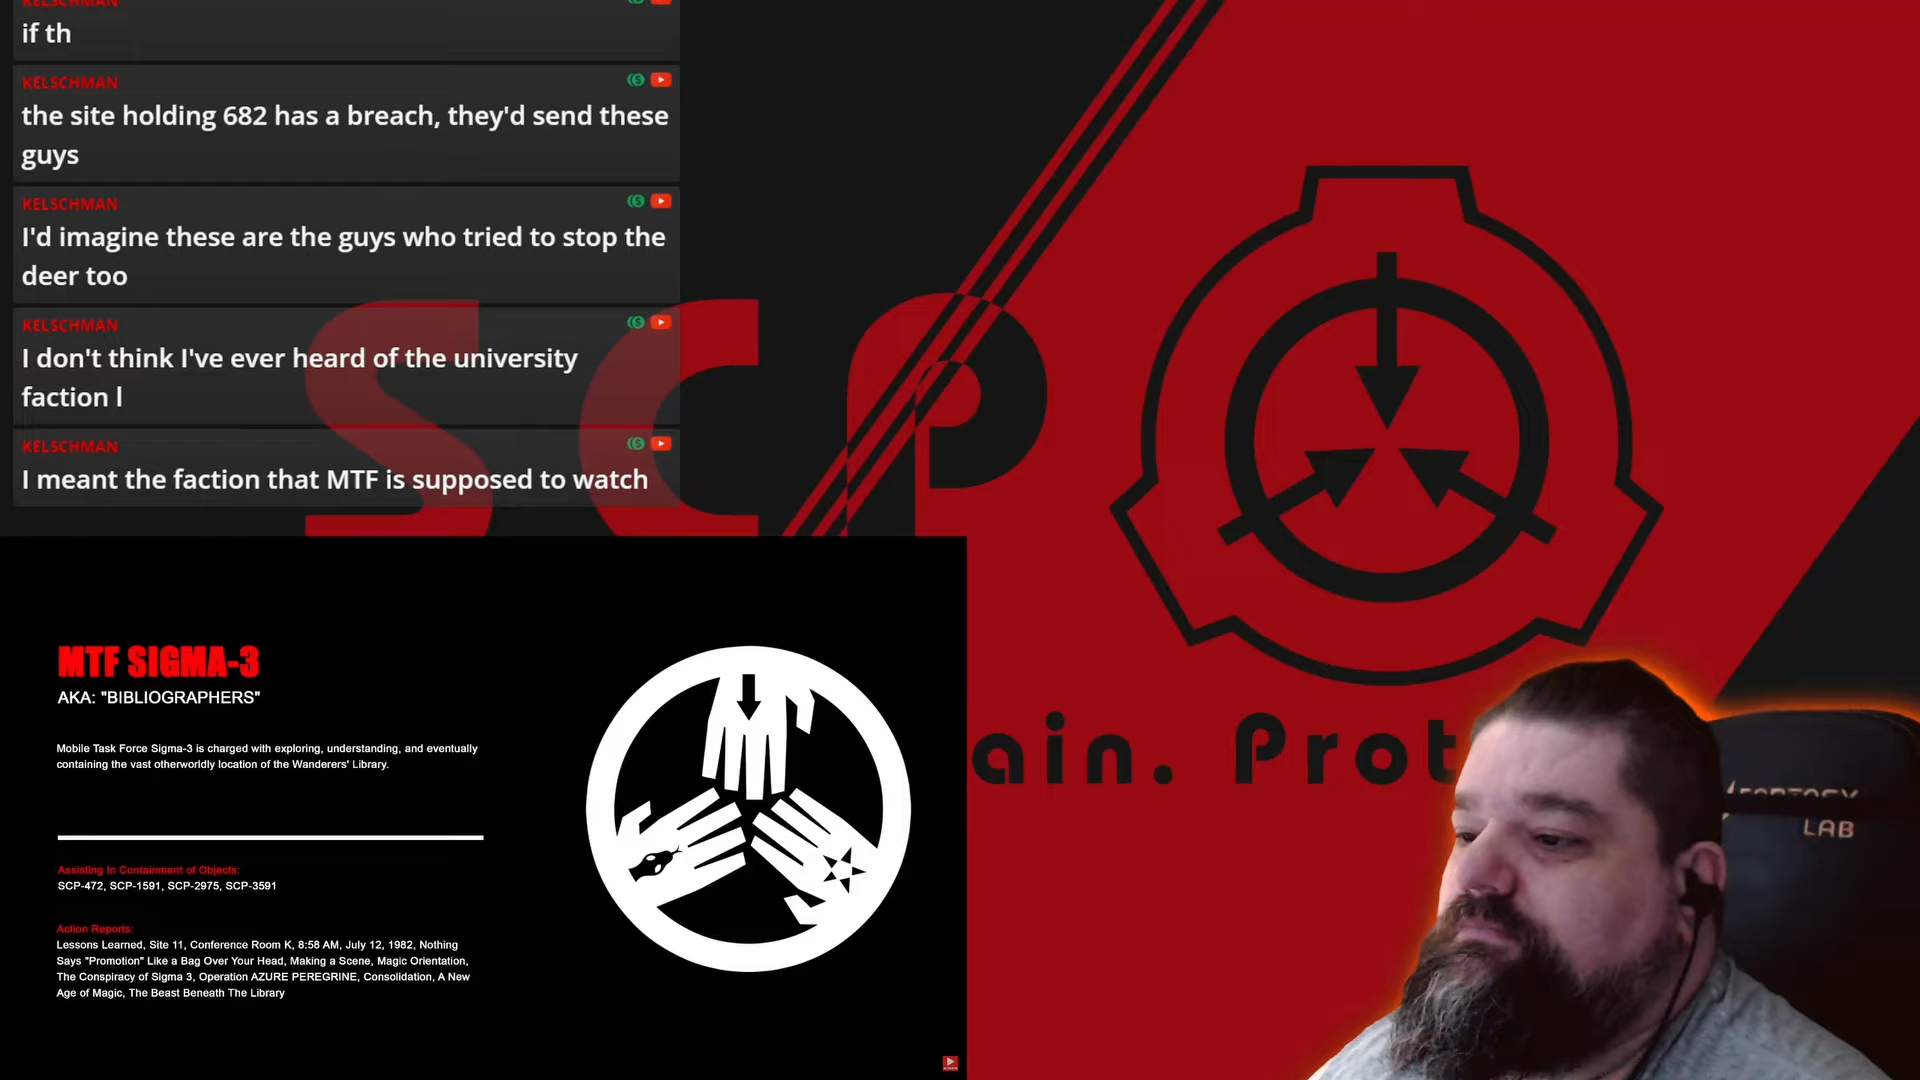 KELSCHMAN
if th
KELSCHMAN
the site holding 682 has a breach, they'd send these
guys
KELSCHMAN
I'd imagine these are the guys who tried to stop the
deer too
KELSCHMAN
I don't think I've ever heard of the university
faction l
KELSCHMAN
I meant the faction that MTF is supposed to watch
SCP
ain. Prot
MTF SIGMA-3
AKA: "BIBLIOGRAPHERS"
Mobile Task Force Sigma-3 is charged with exploring, understanding, and eventually
containing the vast otherworldly location of the Wanderers' Library.
Assisting In Containment of Objects:
SCP-472, SCP-1591, SCP-2975, SCP-3591
Action Reports:
Lessons Learned, Site 11, Conference Room K, 8:58 AM, July 12, 1982, Nothing
Says "Promotion" Like a Bag Over Your Head, Making a Scene, Magic Orientation,
The Conspiracy of Sigma 3, Operation AZURE PEREGRINE, Consolidation, A New
Age of Magic, The Beast Beneath The Library
LAB